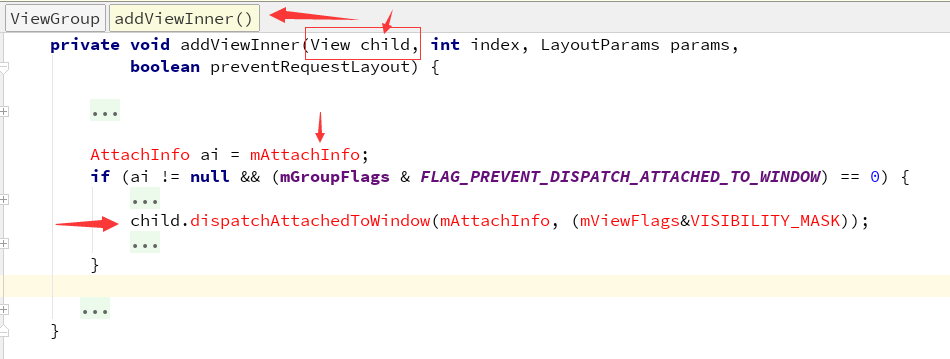 ViewGroup addViewInner()
private void addViewInner(View child, int index, LayoutParams params,
boolean preventRequestLayout) {
...
AttachInfo ai = mAttachInfo;
if (ai != null && (mGroupFlags & FLAG_PREVENT_DISPATCH_ATTACHED_TO_WINDOW) == 0) {
...
child.dispatchAttachedToWindow(mAttachInfo, (mViewFlags&VISIBILITY_MASK));
...
}
...
}